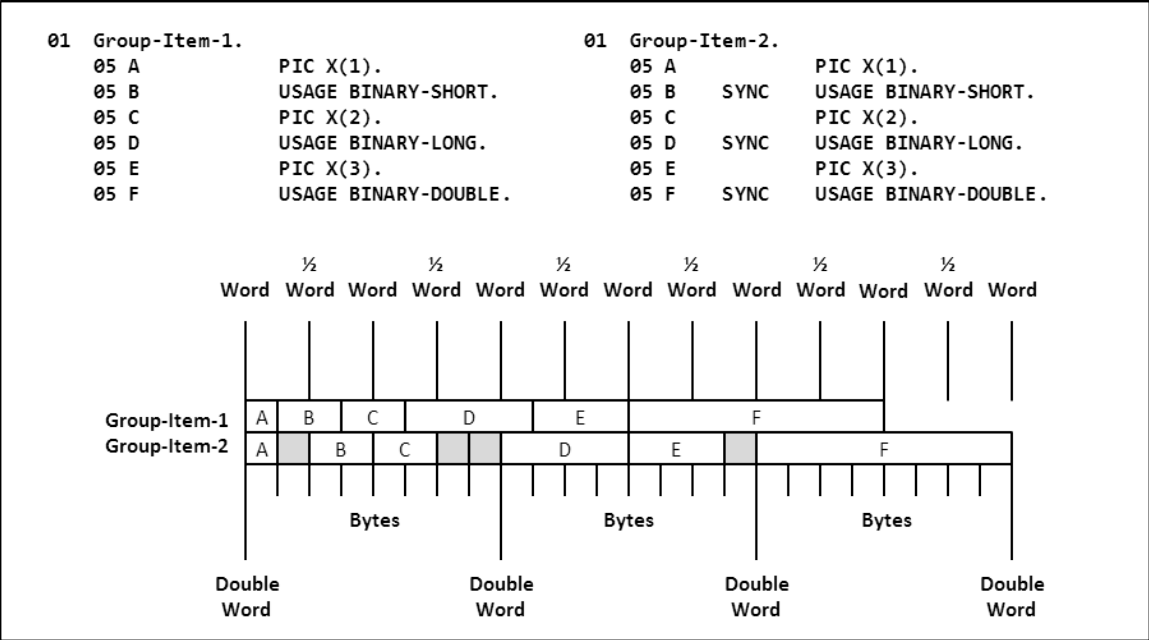 01  Group-Item-1.                                 01  Group-Item-2.
    05 A            PIC X(1).                         05 A            PIC X(1).
    05 B            USAGE BINARY-SHORT.               05 B    SYNC    USAGE BINARY-SHORT.
    05 C            PIC X(2).                         05 C            PIC X(2).
    05 D            USAGE BINARY-LONG.                05 D    SYNC    USAGE BINARY-LONG.
    05 E            PIC X(3).                         05 E            PIC X(3).
    05 F            USAGE BINARY-DOUBLE.              05 F    SYNC    USAGE BINARY-DOUBLE.
½ ½ ½ ½ ½ ½
Word Word Word Word Word Word Word Word Word Word Word Word Word
Group-Item-1 A B C D E F
Group-Item-2 A B C D E F
Bytes Bytes Bytes
Double Double Double Double
Word Word Word Word